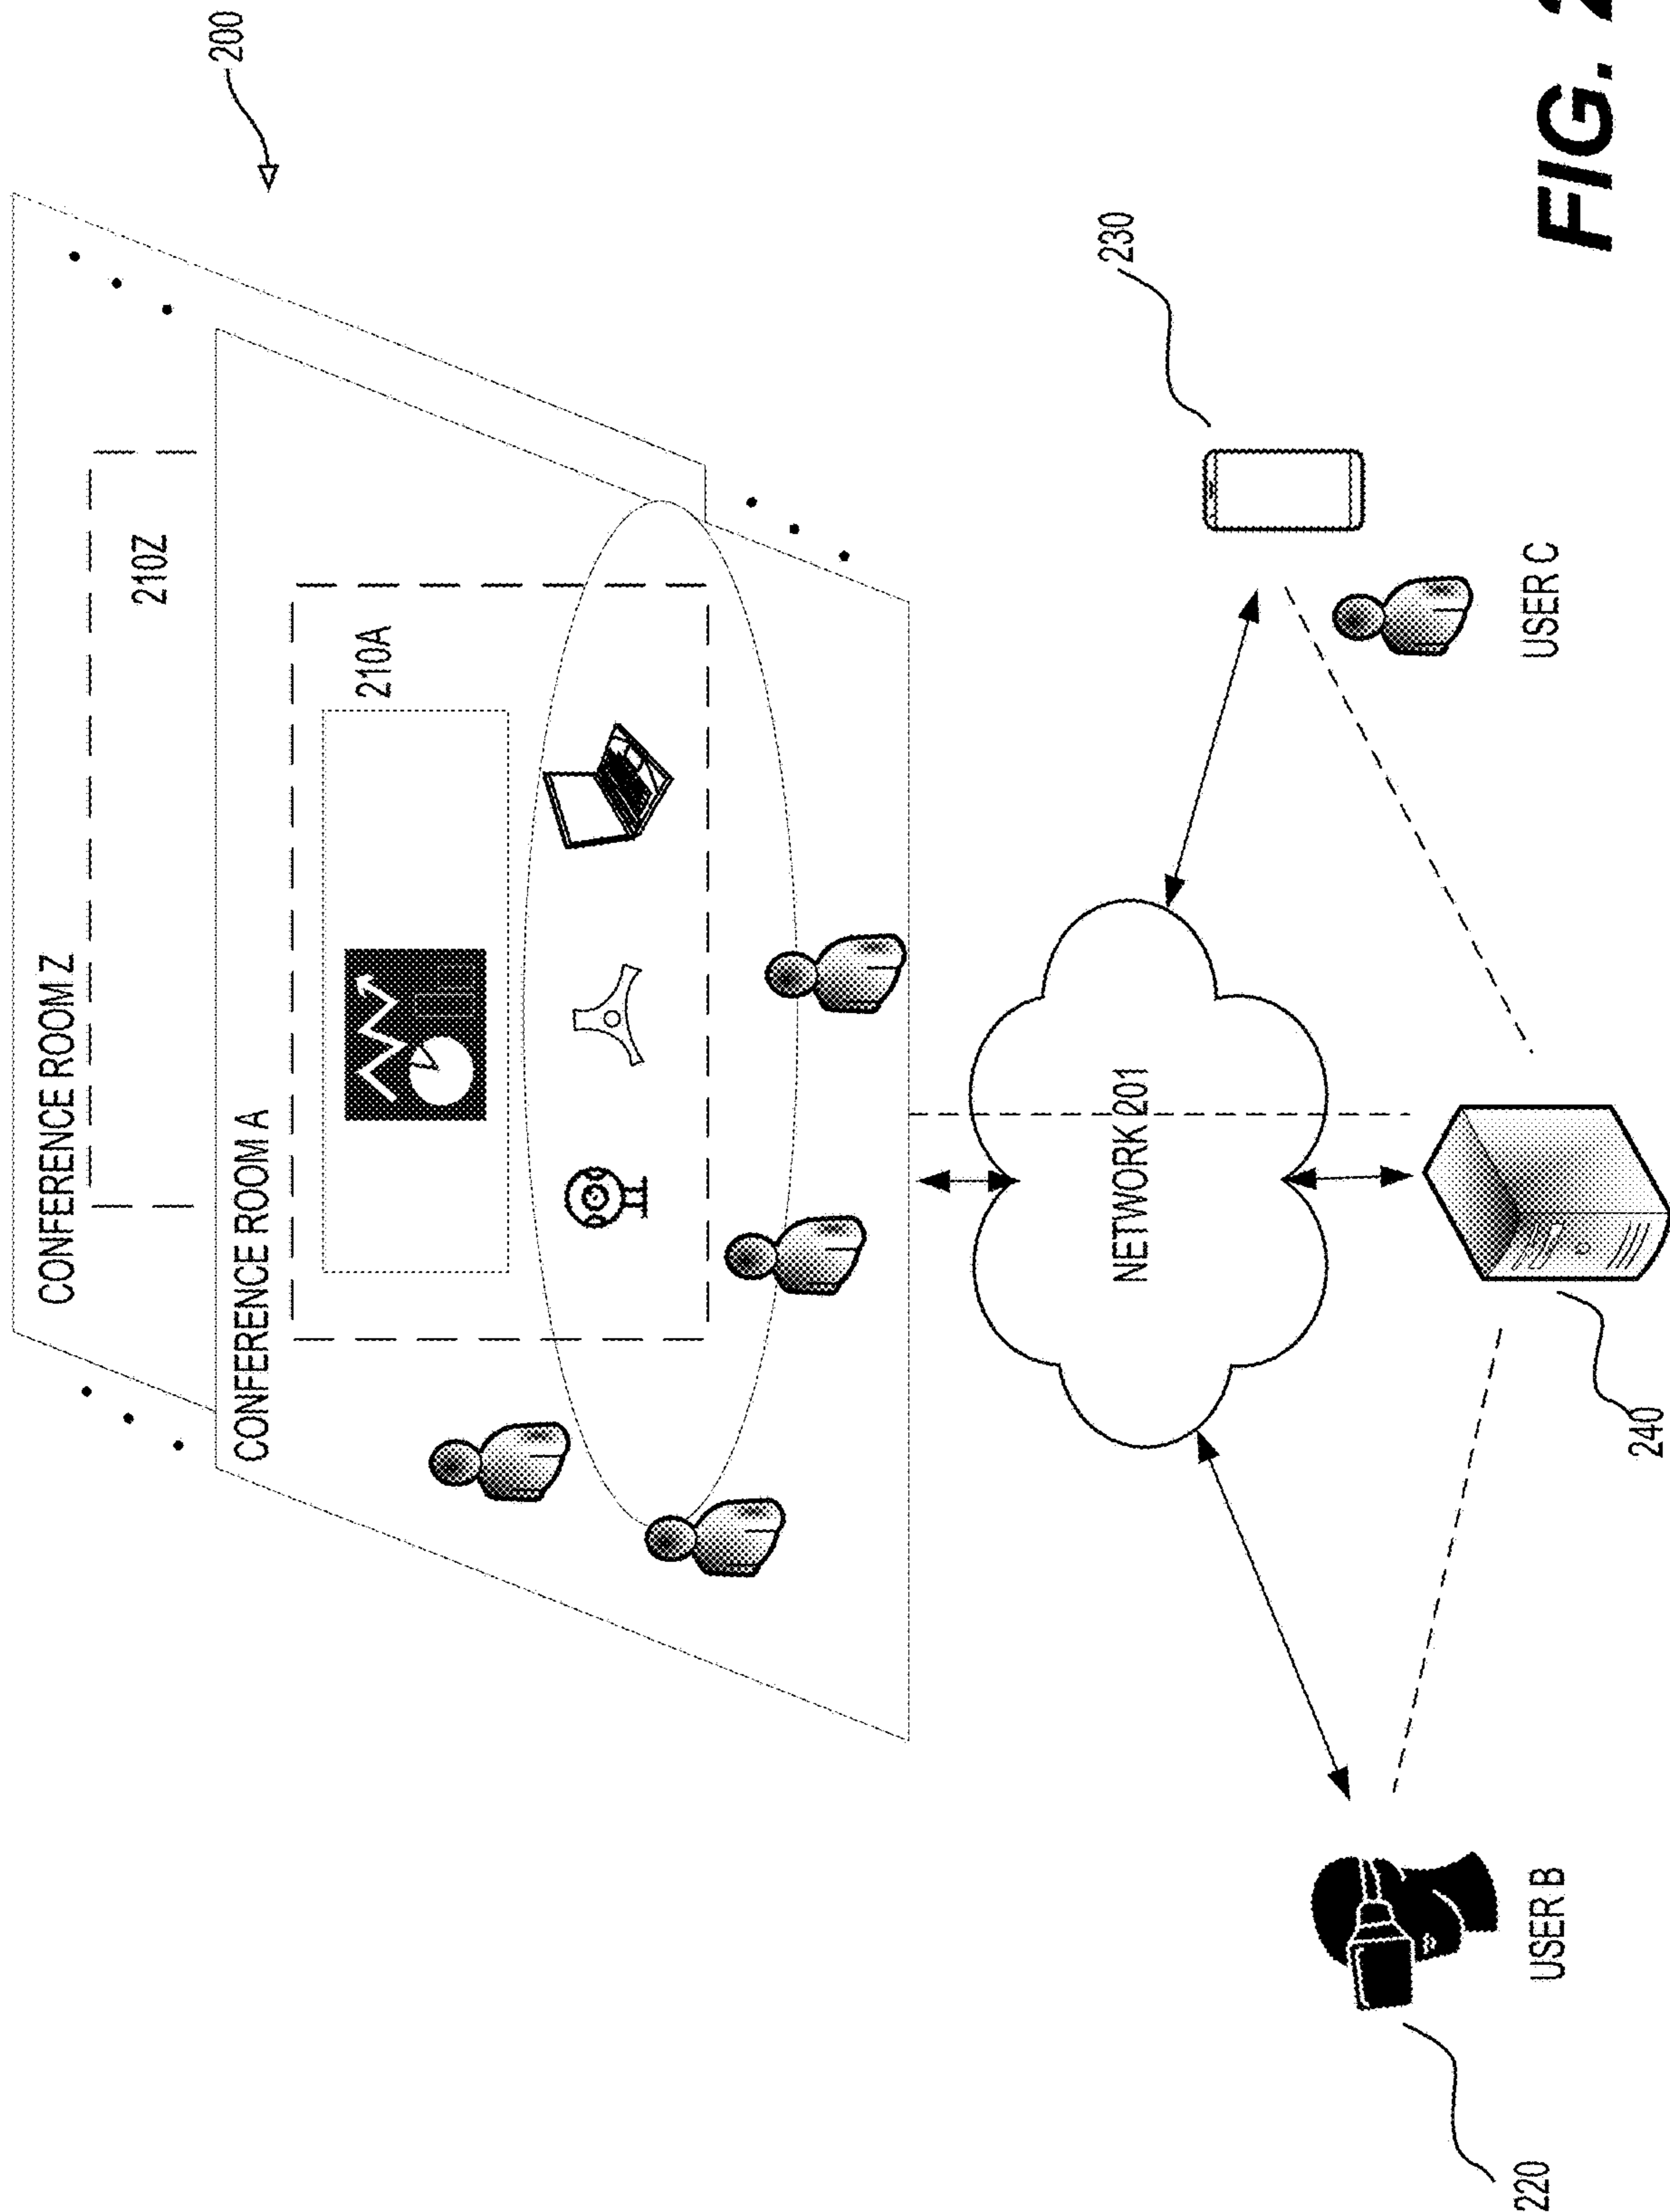 200
CONFERENCE ROOM Z
210Z
CONFERENCE ROOM A
210A
NETWORK 201
230
USER C
220
USER B
240
FIG. 2